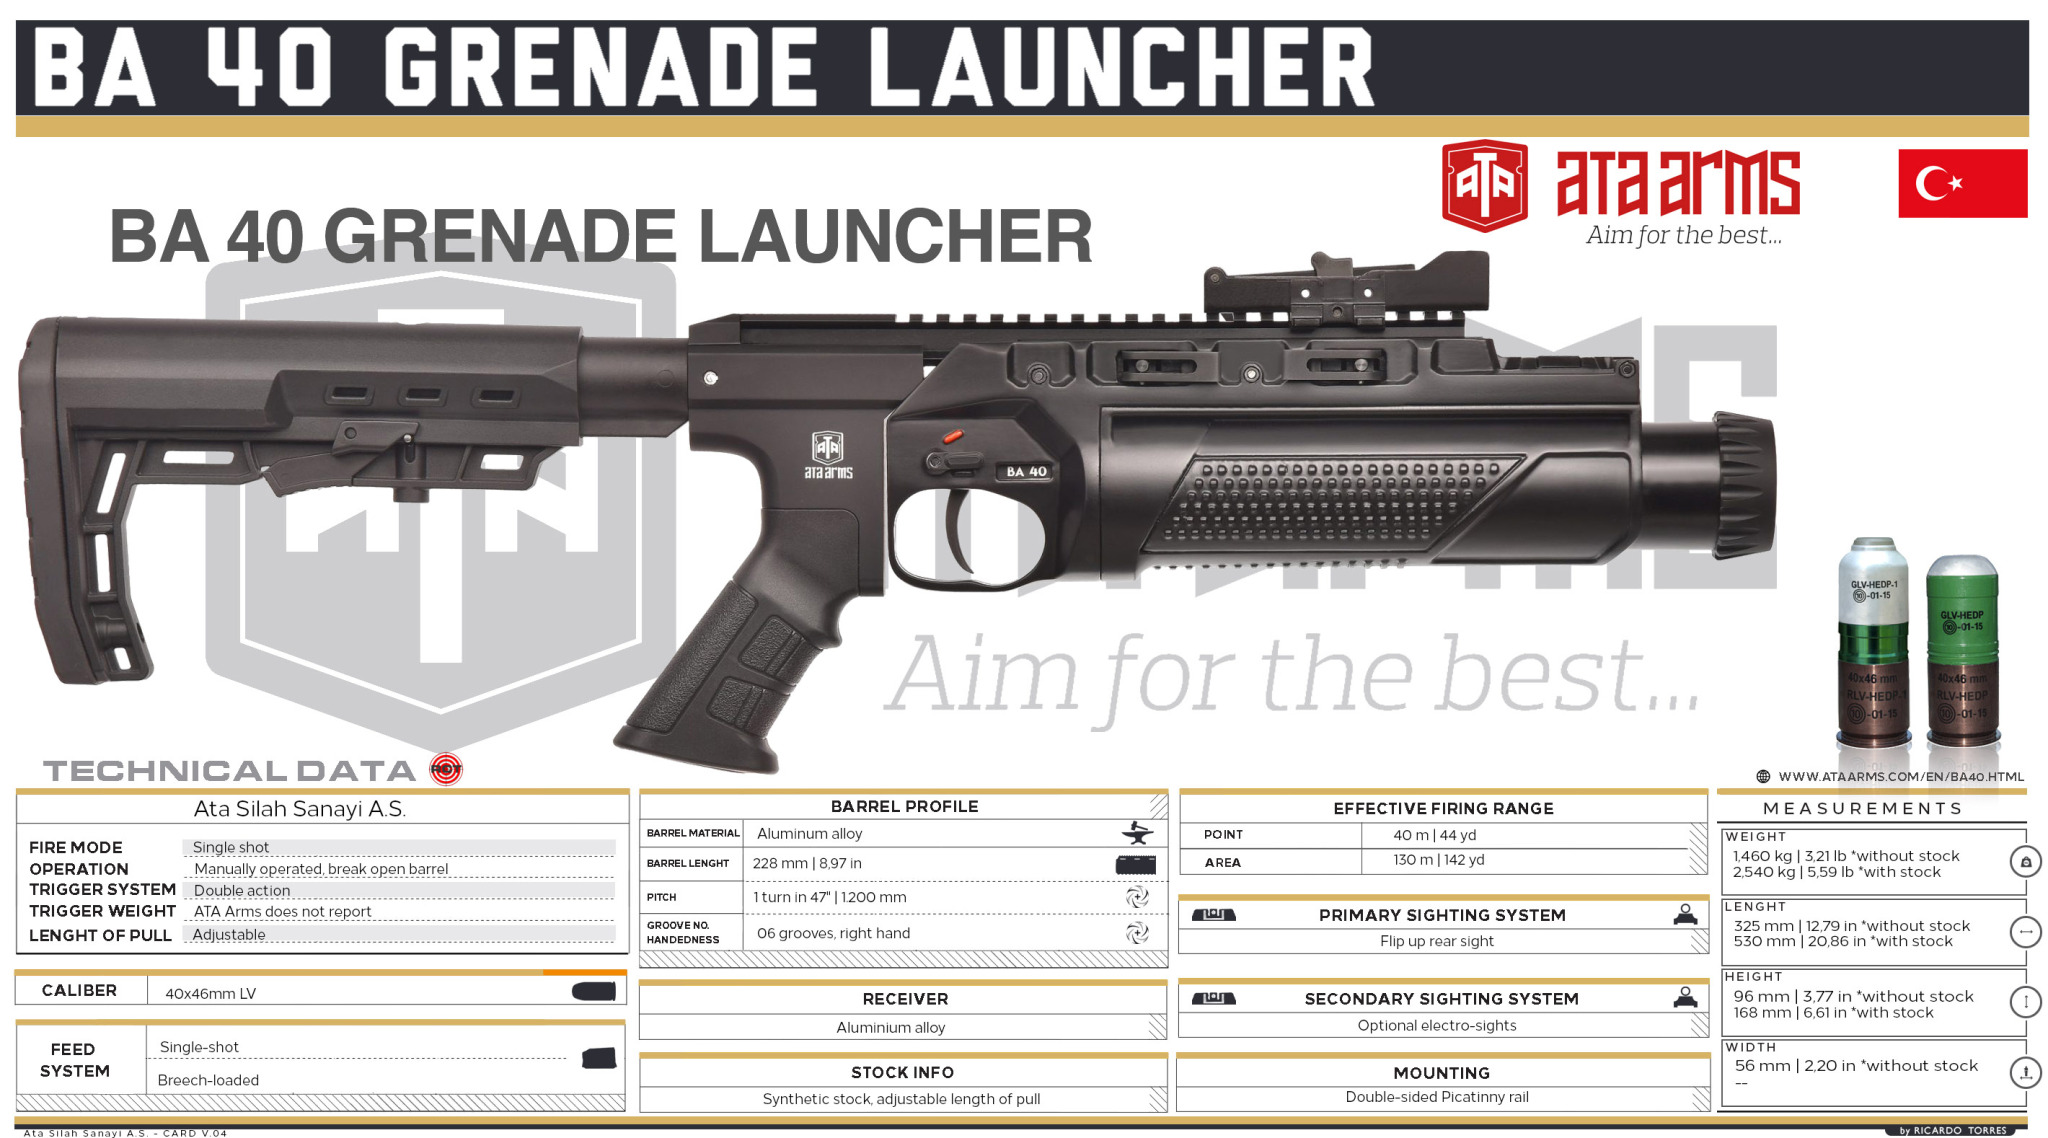 BA 40 GRENADE LAUNCHER
ATA
ata arms
Aim for the best...
BA 40 GRENADE LAUNCHER
ATA
ata arms
BA 40
Aim for the best...
GLV-HEDP-1
10-01-15
40x46 mm
RLV-HEDP-1
10-01-15
GLV-HEDP
10-01-15
40x46 mm
RLV-HEDP
10-01-15
TECHNICAL DATA
WWW.ATAARMS.COM/EN/BA40.HTML
Ata Silah Sanayi A.S.
FIRE MODE Single shot
OPERATION Manually operated, break open barrel
TRIGGER SYSTEM Double action
TRIGGER WEIGHT ATA Arms does not report
LENGHT OF PULL Adjustable
CALIBER 40x46mm LV
FEED SYSTEM
Single-shot
Breech-loaded
BARREL PROFILE
BARREL MATERIAL Aluminum alloy
BARREL LENGHT 228 mm | 8,97 in
PITCH 1 turn in 47" | 1.200 mm
GROOVE NO.
HANDEDNESS
06 grooves, right hand
RECEIVER
Aluminium alloy
STOCK INFO
Synthetic stock, adjustable length of pull
EFFECTIVE FIRING RANGE
POINT 40 m | 44 yd
AREA 130 m | 142 yd
PRIMARY SIGHTING SYSTEM
Flip up rear sight
SECONDARY SIGHTING SYSTEM
Optional electro-sights
MOUNTING
Double-sided Picatinny rail
MEASUREMENTS
WEIGHT
1,460 kg | 3,21 lb *without stock
2,540 kg | 5,59 lb *with stock
LENGHT
325 mm | 12,79 in *without stock
530 mm | 20,86 in *with stock
HEIGHT
96 mm | 3,77 in *without stock
168 mm | 6,61 in *with stock
WIDTH
56 mm | 2,20 in *without stock
--
Ata Silah Sanayi A.S. - CARD V.04
by RICARDO TORRES